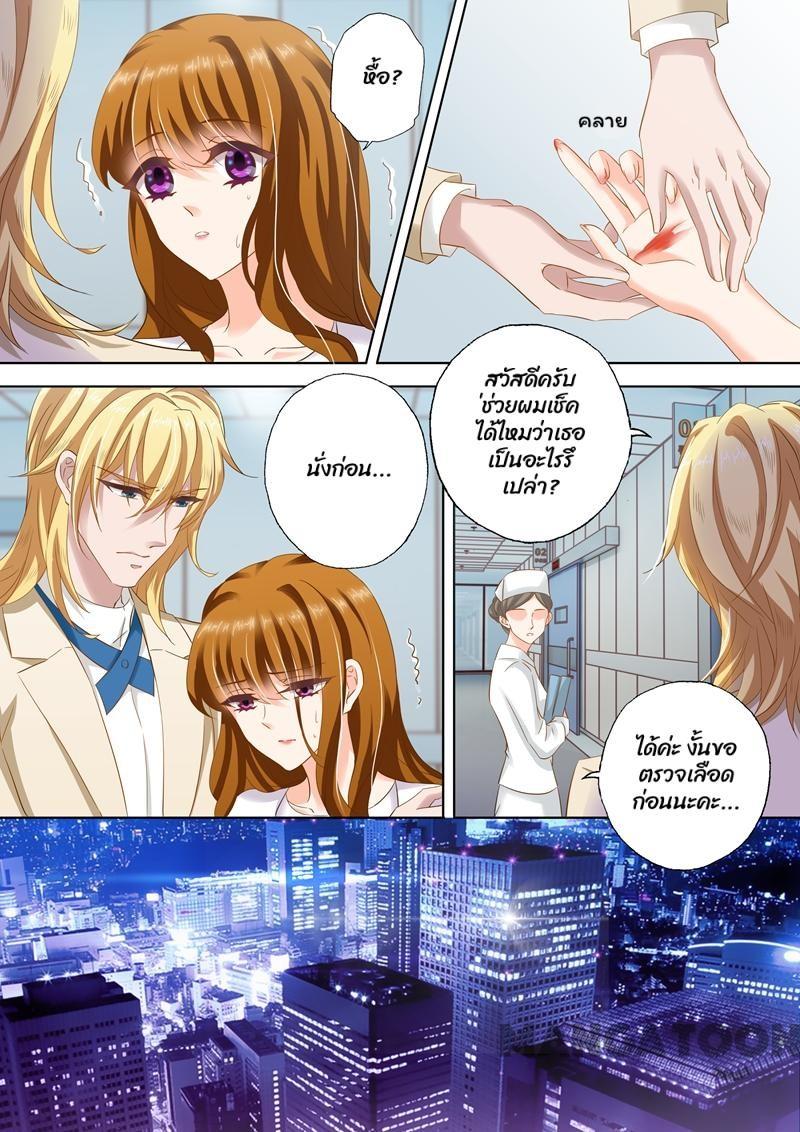 หื้อ?
คลาย
นั่งก่อน...
สวัสดีครับ
ช่วยผมเช็ค
ได้ไหมว่าเธอ
เป็นอะไรรึ
เปล่า?
02
ได้ค่ะ งั้นขอ
ตรวจเลือด
ก่อนนะคะ...
MANGATOON